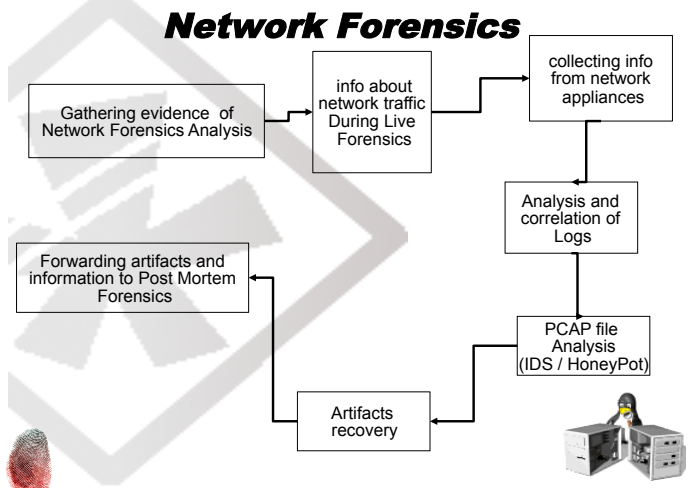 Network Forensics
Gathering evidence of
Network Forensics Analysis
info about
network traffic
During Live
Forensics
collecting info
from network
appliances
Analysis and
correlation of
Logs
PCAP file
Analysis
(IDS / HoneyPot)
Artifacts
recovery
Forwarding artifacts and
information to Post Mortem
Forensics